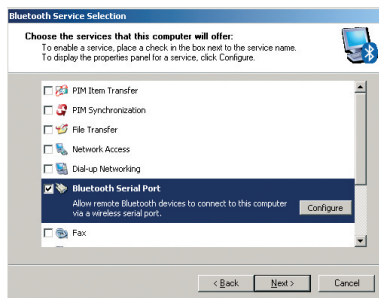 Bluetooth Service Selection
Choose the services that this computer will offer:
To enable a service, place a check in the box next to the service name.
To display the properties panel for a service, click Configure.
PIM Item Transfer
PIM Synchronization
File Transfer
Network Access
Dial-up Networking
Bluetooth Serial Port
Allow remote Bluetooth devices to connect to this computer
via a wireless serial port.
Configure
Fax
< Back
Next >
Cancel